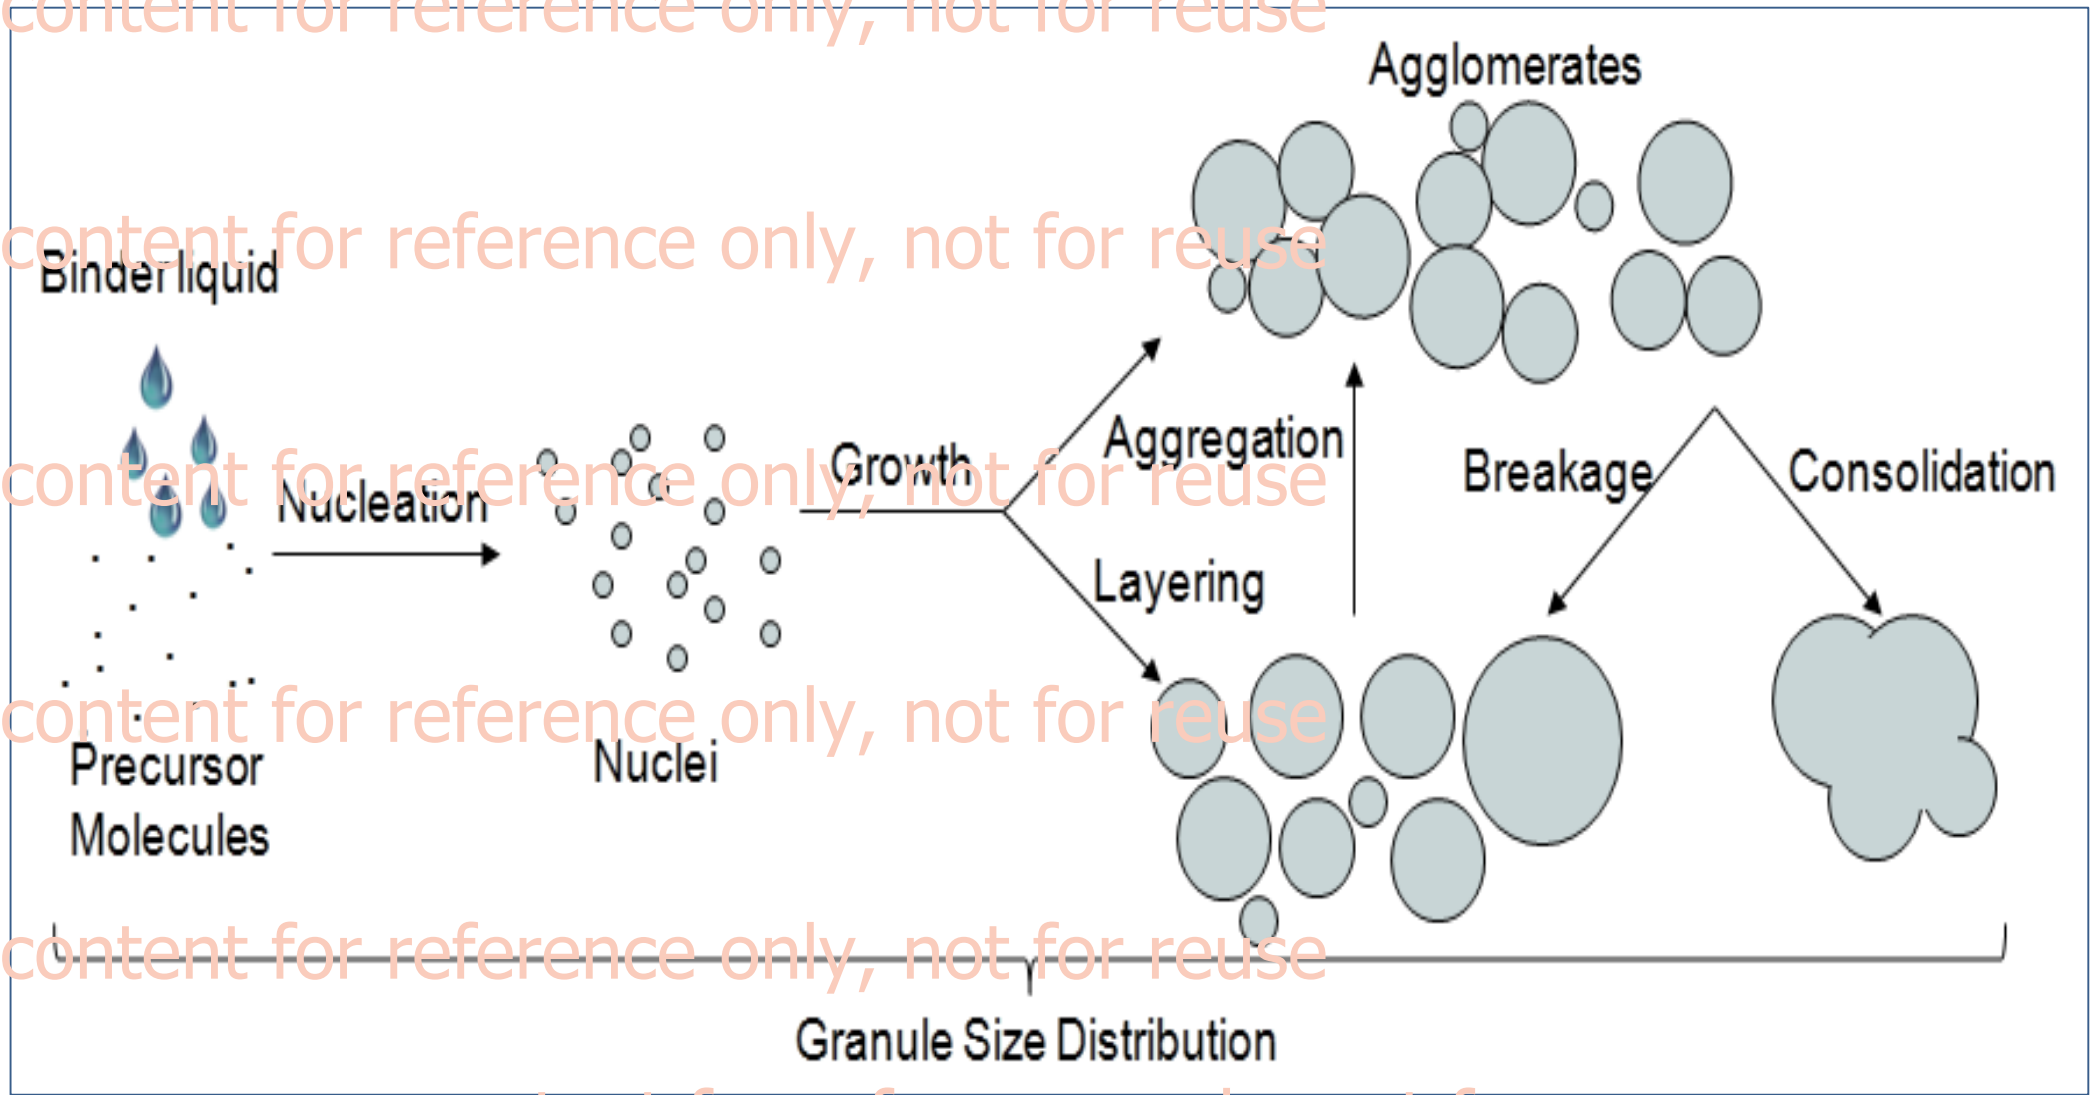 content for reference only, not for reuse
Agglomerates
content for reference only, not for reuse
Binder liquid
Aggregation
Growth
Breakage
Consolidation
content for reference only, not for reuse
Nucleation
Layering
content for reference only, not for reuse
Nuclei
Precursor
Molecules
content for reference only, not for reuse
Granule Size Distribution